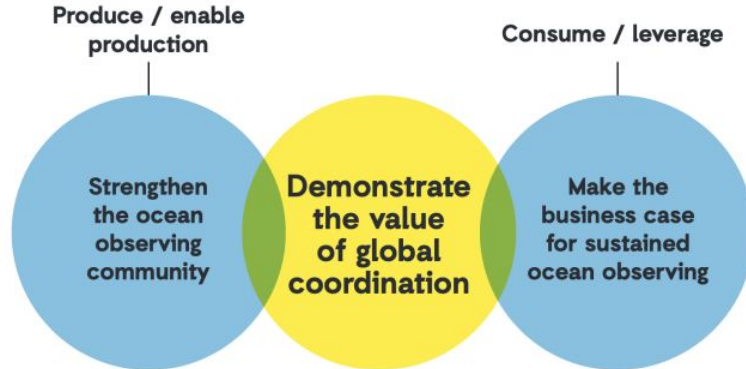 Produce / enable
production
Consume / leverage
Strengthen
the ocean
observing
community
Demonstrate
the value
of global
coordination
Make the
business case
for sustained
ocean observing